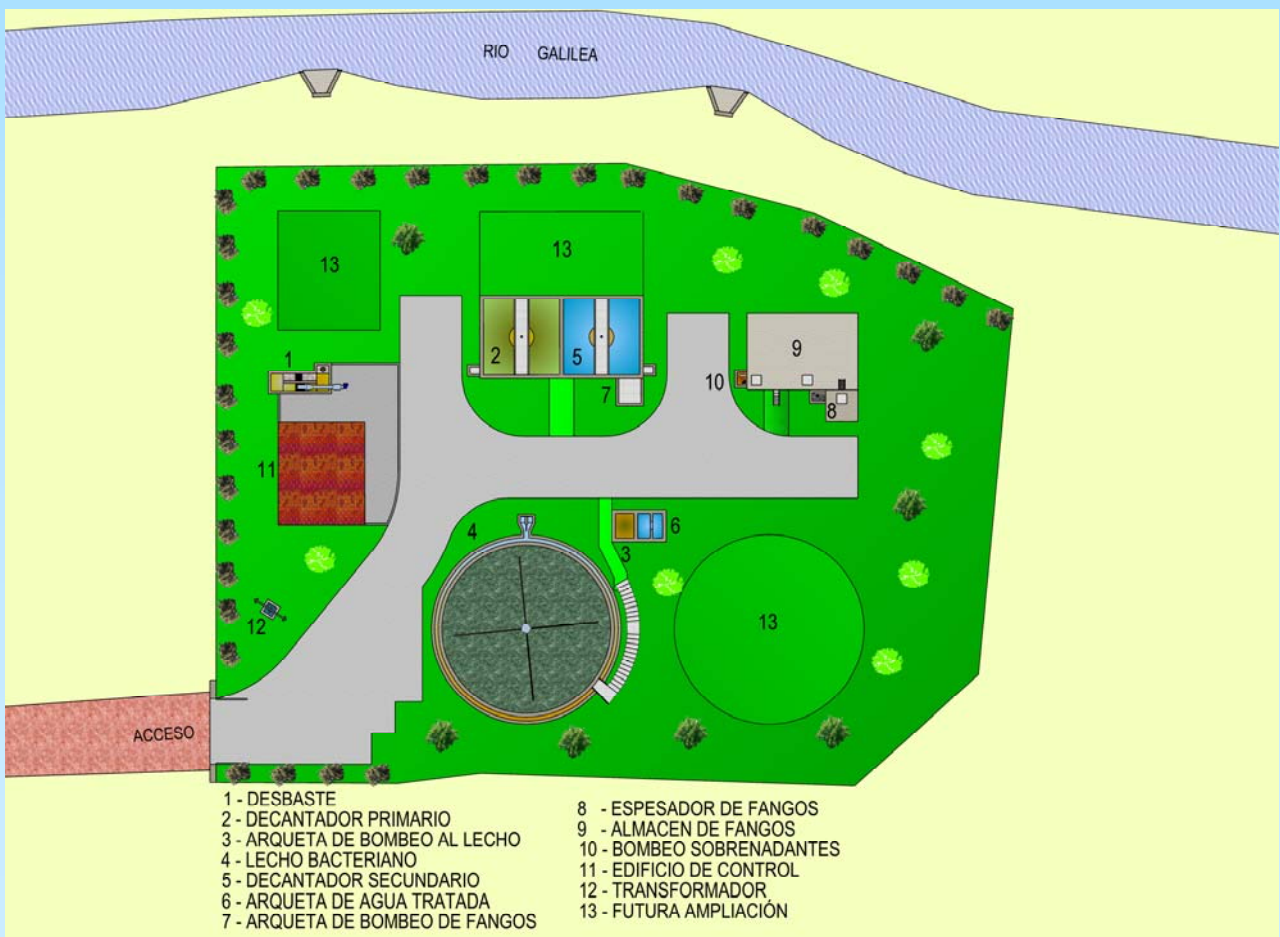 RIO GALILEA
13
13
1
2
5
9
10
7
8
11
4
3
6
12
13
ACCESO
1 - DESBASTE
2 - DECANTADOR PRIMARIO
3 - ARQUETA DE BOMBEO AL LECHO
4 - LECHO BACTERIANO
5 - DECANTADOR SECUNDARIO
6 - ARQUETA DE AGUA TRATADA
7 - ARQUETA DE BOMBEO DE FANGOS
8 - ESPESADOR DE FANGOS
9 - ALMACEN DE FANGOS
10 - BOMBEO SOBRENADANTES
11 - EDIFICIO DE CONTROL
12 - TRANSFORMADOR
13 - FUTURA AMPLIACIÓN